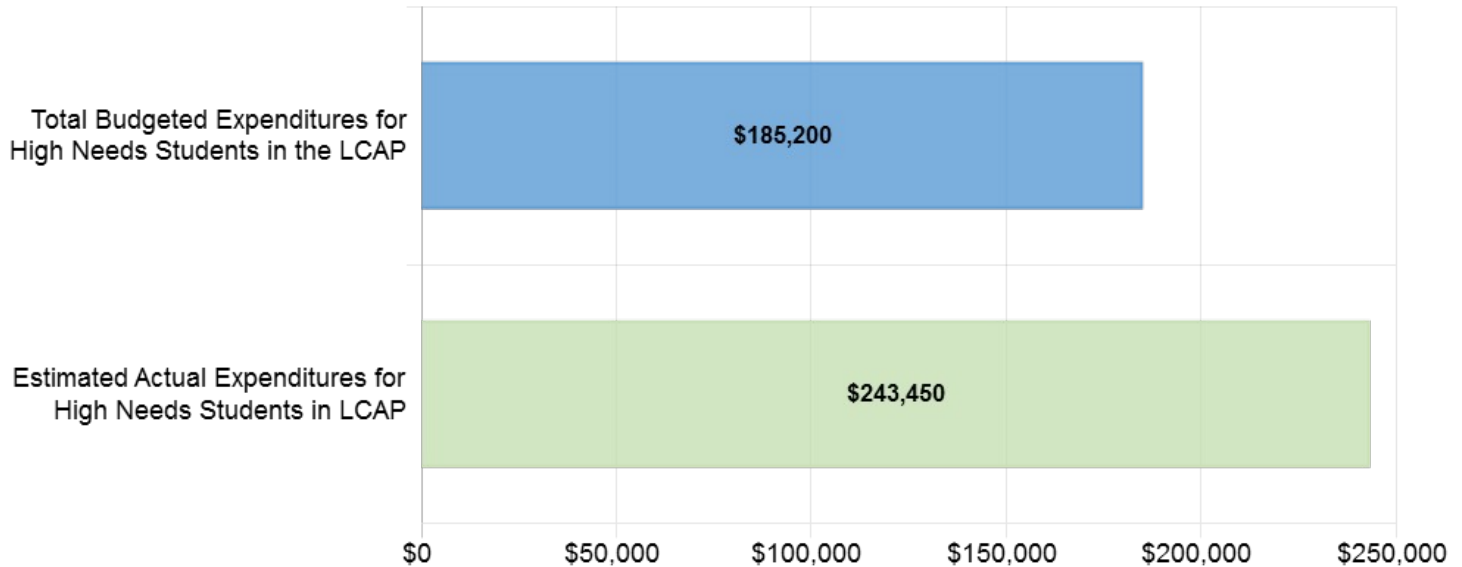 Total Budgeted Expenditures for
High Needs Students in the LCAP
$185,200
Estimated Actual Expenditures for
High Needs Students in LCAP
$243,450
$0 $50,000 $100,000 $150,000 $200,000 $250,000